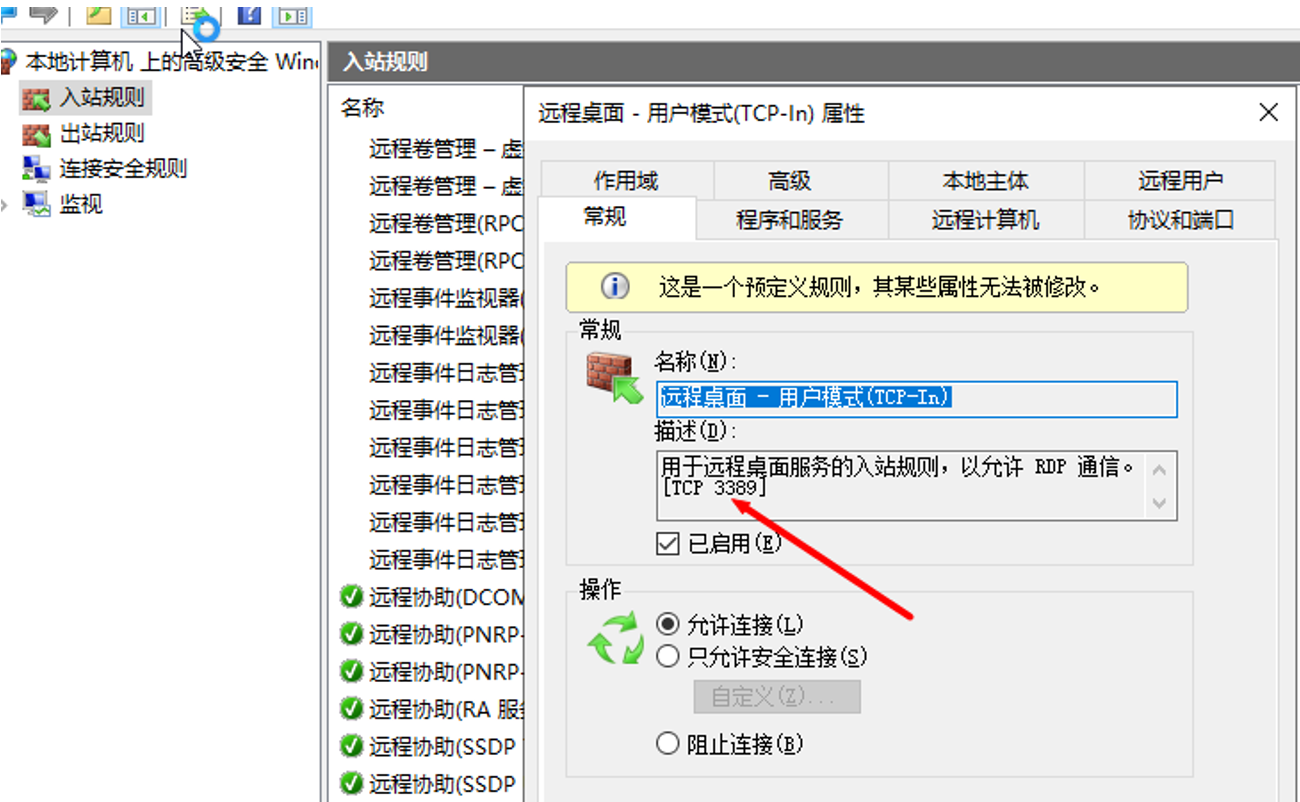 本地计算机 上的高级安全 Win
入站规则
出站规则
连接安全规则
监视
入站规则
名称
远程卷管理 – 虚
远程卷管理 – 虚
远程卷管理(RPC
远程卷管理(RPC
远程事件监视器(
远程事件监视器(
远程事件日志管
远程事件日志管
远程事件日志管
远程事件日志管
远程事件日志管
远程事件日志管
远程协助(DCOM
远程协助(PNRP-
远程协助(PNRP-
远程协助(RA 服务
远程协助(SSDP
远程协助(SSDP
远程桌面 - 用户模式(TCP-In) 属性
作用域 高级 本地主体 远程用户
常规 程序和服务 远程计算机 协议和端口
这是一个预定义规则，其某些属性无法被修改。
常规
名称(N):
远程桌面 - 用户模式(TCP-In)
描述(D):
用于远程桌面服务的入站规则，以允许 RDP 通信。
[TCP 3389]
已启用(E)
操作
允许连接(L)
只允许安全连接(S)
自定义(Z)...
阻止连接(B)